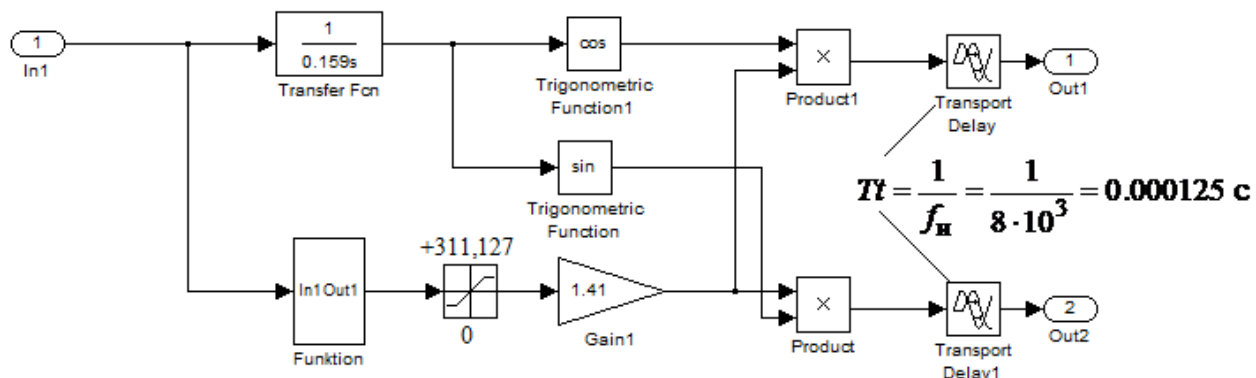 1
In1
1
0.159s
Transfer Fcn
cos
Trigonometric
Function1
×
Product1
Transport
Delay
1
Out1
sin
Trigonometric
Function
Tt = 1/fн = 1/(8·10³) = 0.000125 с
In1Out1
Funktion
+311,127
0
1.41
Gain1
×
Product
Transport
Delay1
2
Out2